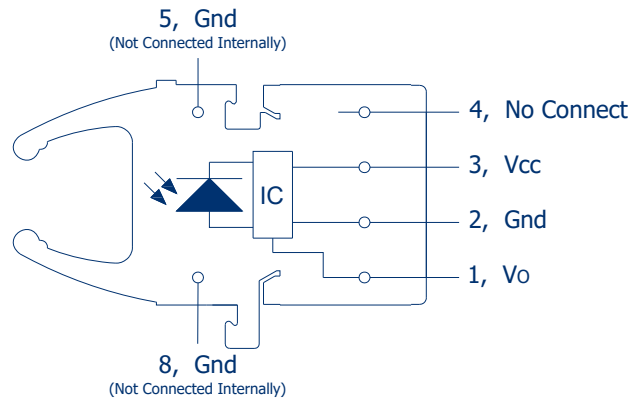 5, Gnd
(Not Connected Internally)
4, No Connect
3, Vcc
IC
2, Gnd
1, Vo
8, Gnd
(Not Connected Internally)